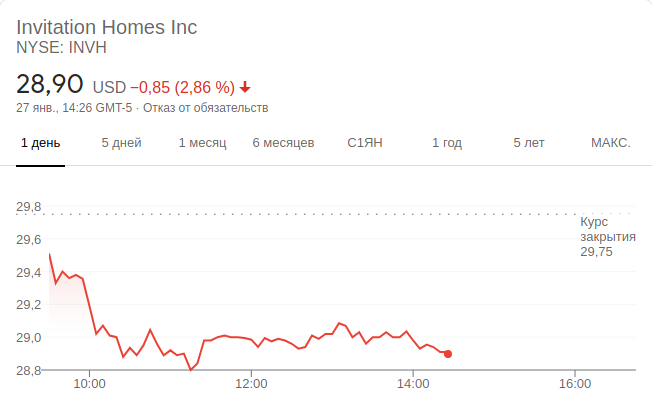 Invitation Homes Inc
NYSE: INVH
28,90 USD −0,85 (2,86 %)
27 янв., 14:26 GMT-5 · Отказ от обязательств
1 день 5 дней 1 месяц 6 месяцев С1ЯН 1 год 5 лет МАКС.
29,8
Курс
закрытия
29,75
29,6
29,4
29,2
29,0
28,8
10:00 12:00 14:00 16:00